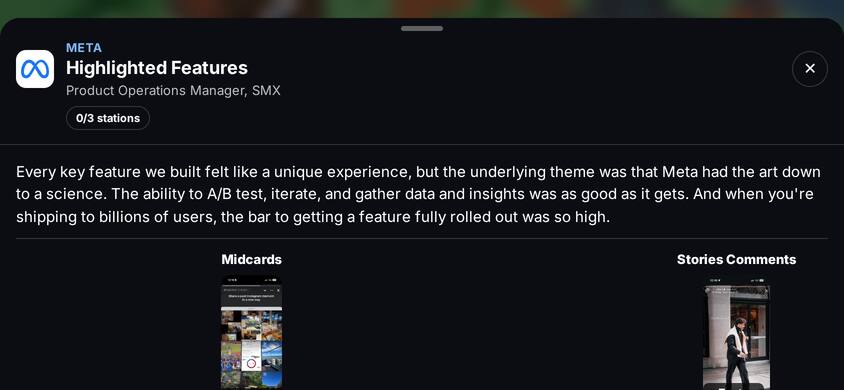 META
Highlighted Features
Product Operations Manager, SMX
0/3 stations
Every key feature we built felt like a unique experience, but the underlying theme was that Meta had the art down
to a science. The ability to A/B test, iterate, and gather data and insights was as good as it gets. And when you're
shipping to billions of users, the bar to getting a feature fully rolled out was so high.
Midcards
Stories Comments